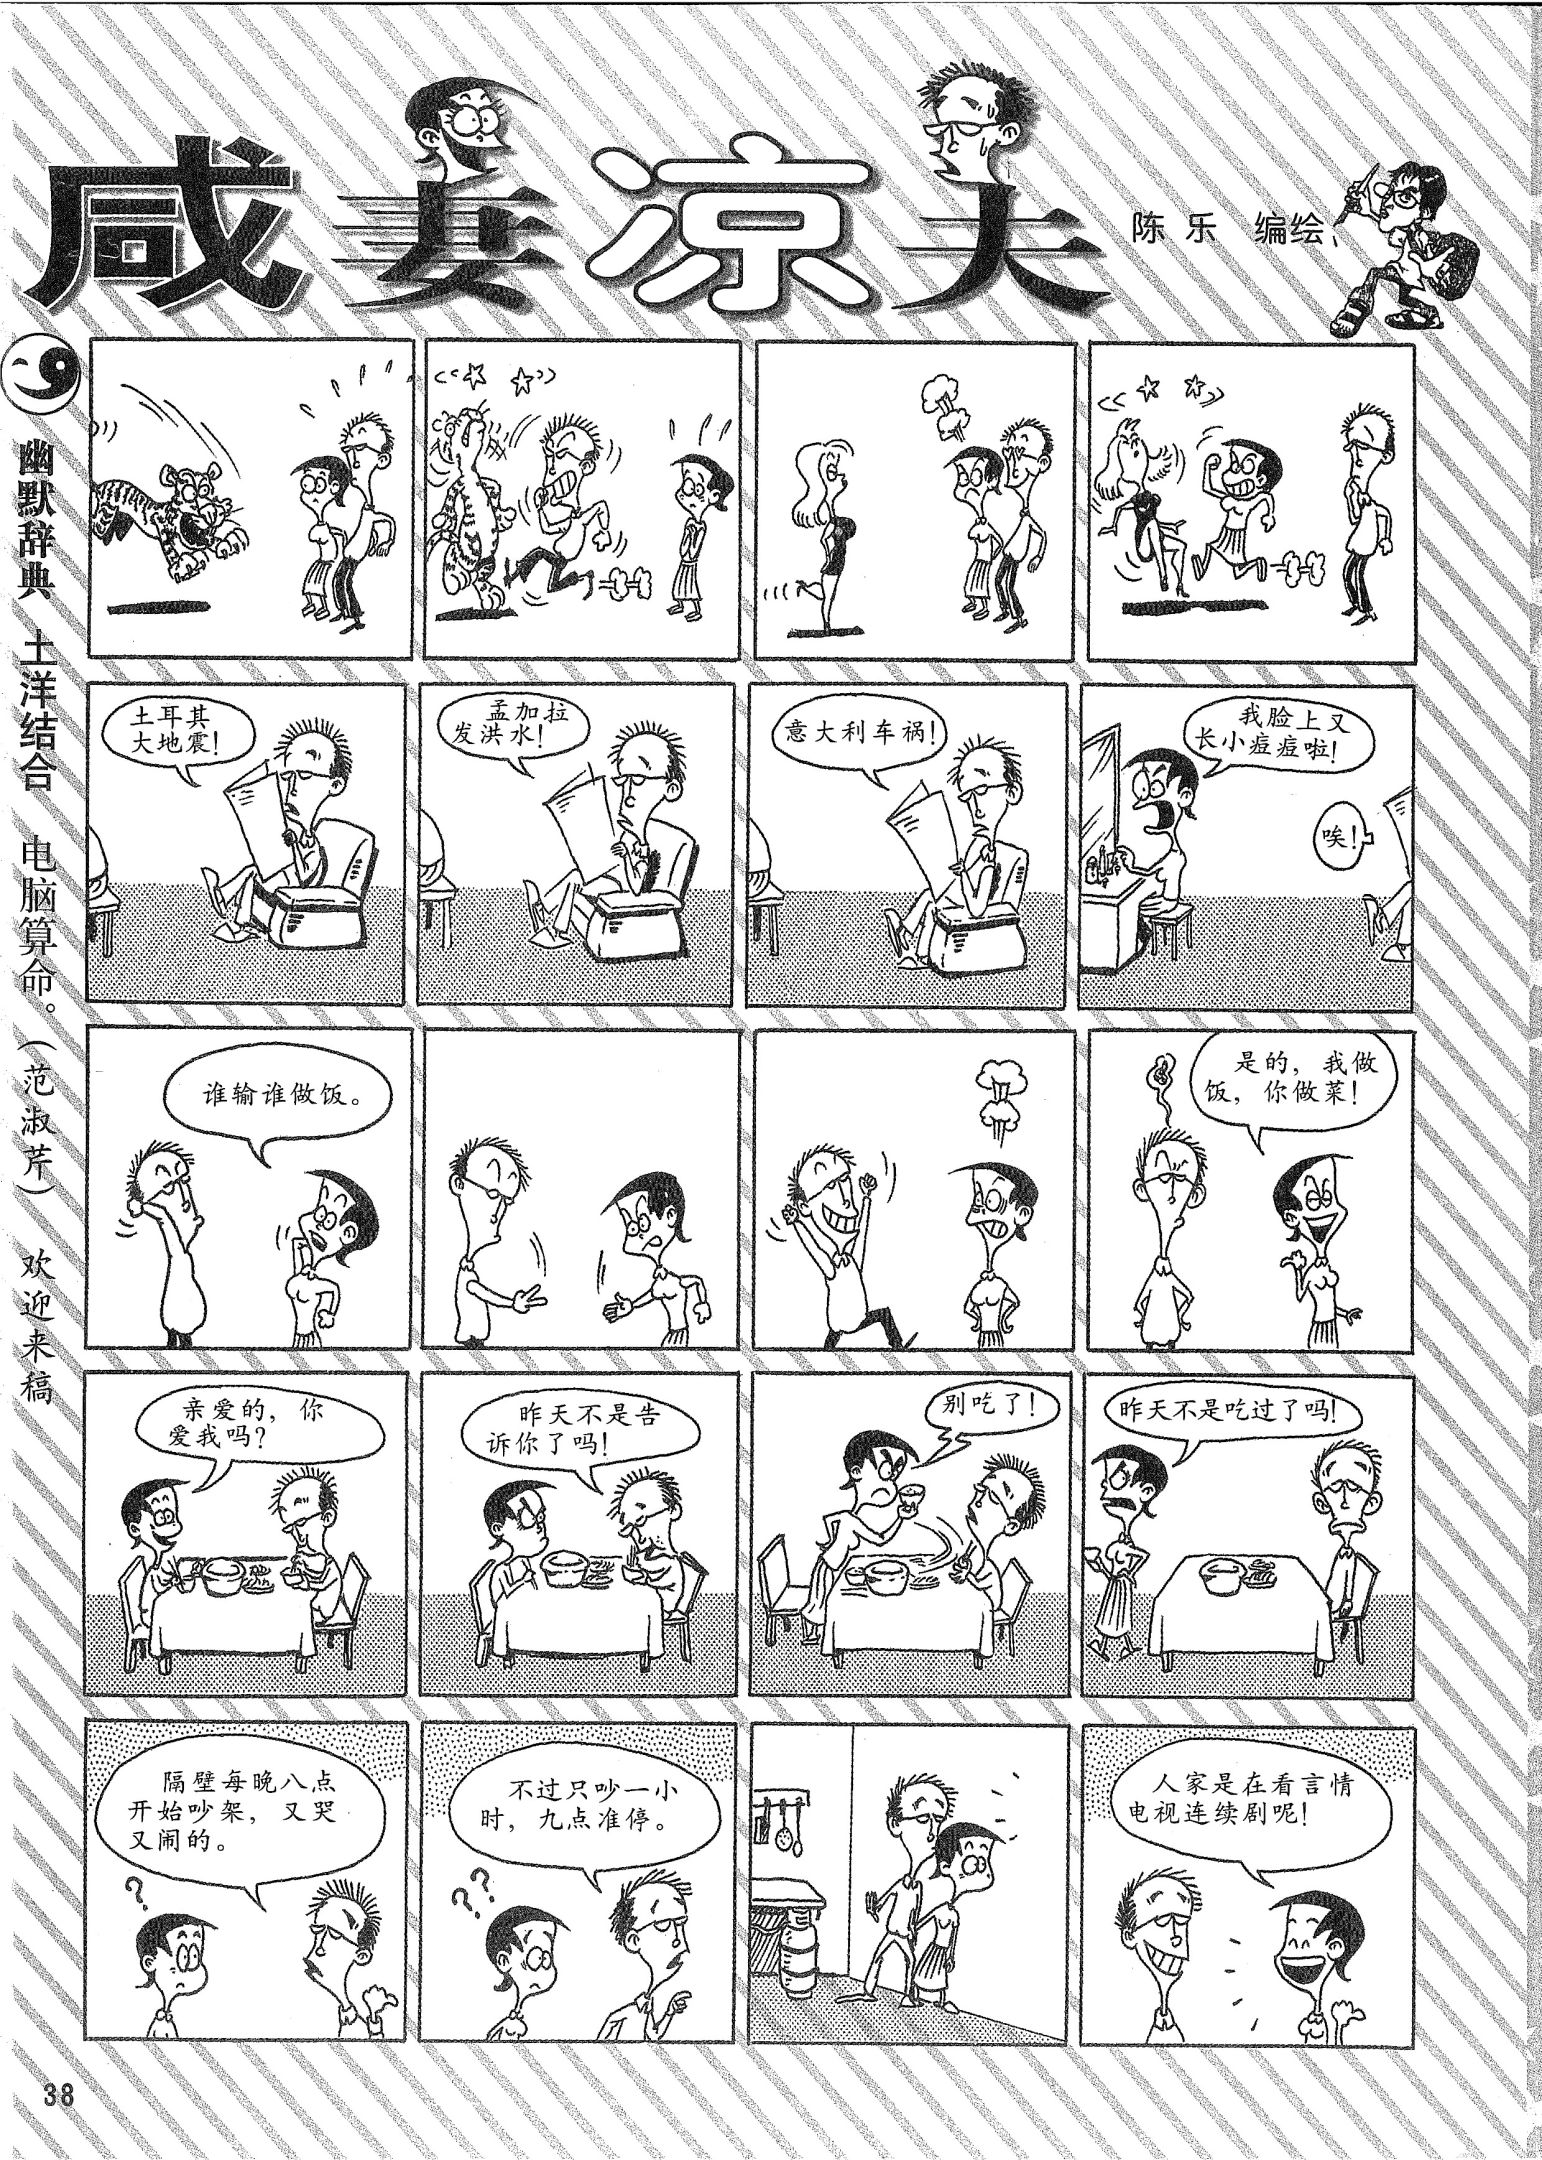 咸妻凉夫
陈乐 编绘
土耳其
大地震!
孟加拉
发洪水!
意大利车祸!
我脸上又
长小痘痘啦!
唉!
谁输谁做饭。
是的,我做
饭,你做菜!
亲爱的,你
爱我吗?
昨天不是告
诉你了吗!
别吃了!
昨天不是吃过了吗!
隔壁每晚八点
开始吵架,又哭
又闹的。
?
不过只吵一小
时,九点准停。
??
人家是在看言情
电视连续剧呢!
幽默辞典 土洋结合 电脑算命。(范淑芹) 欢迎来稿
38